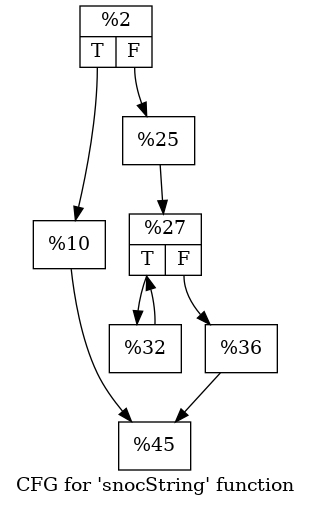 %2
T F
%25
%27
T F
%10
%32
%36
%45
CFG for 'snocString' function